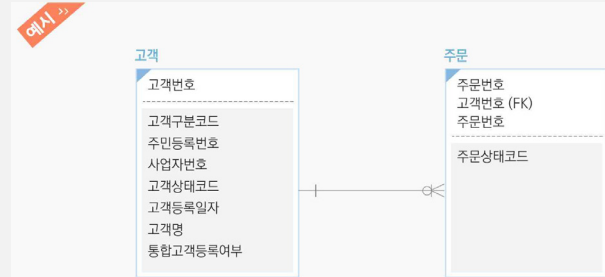 예시 >>
고객
고객번호
고객구분코드
주민등록번호
사업자번호
고객상태코드
고객등록일자
고객명
통합고객등록여부
주문
주문번호
고객번호 (FK)
주문번호
주문상태코드